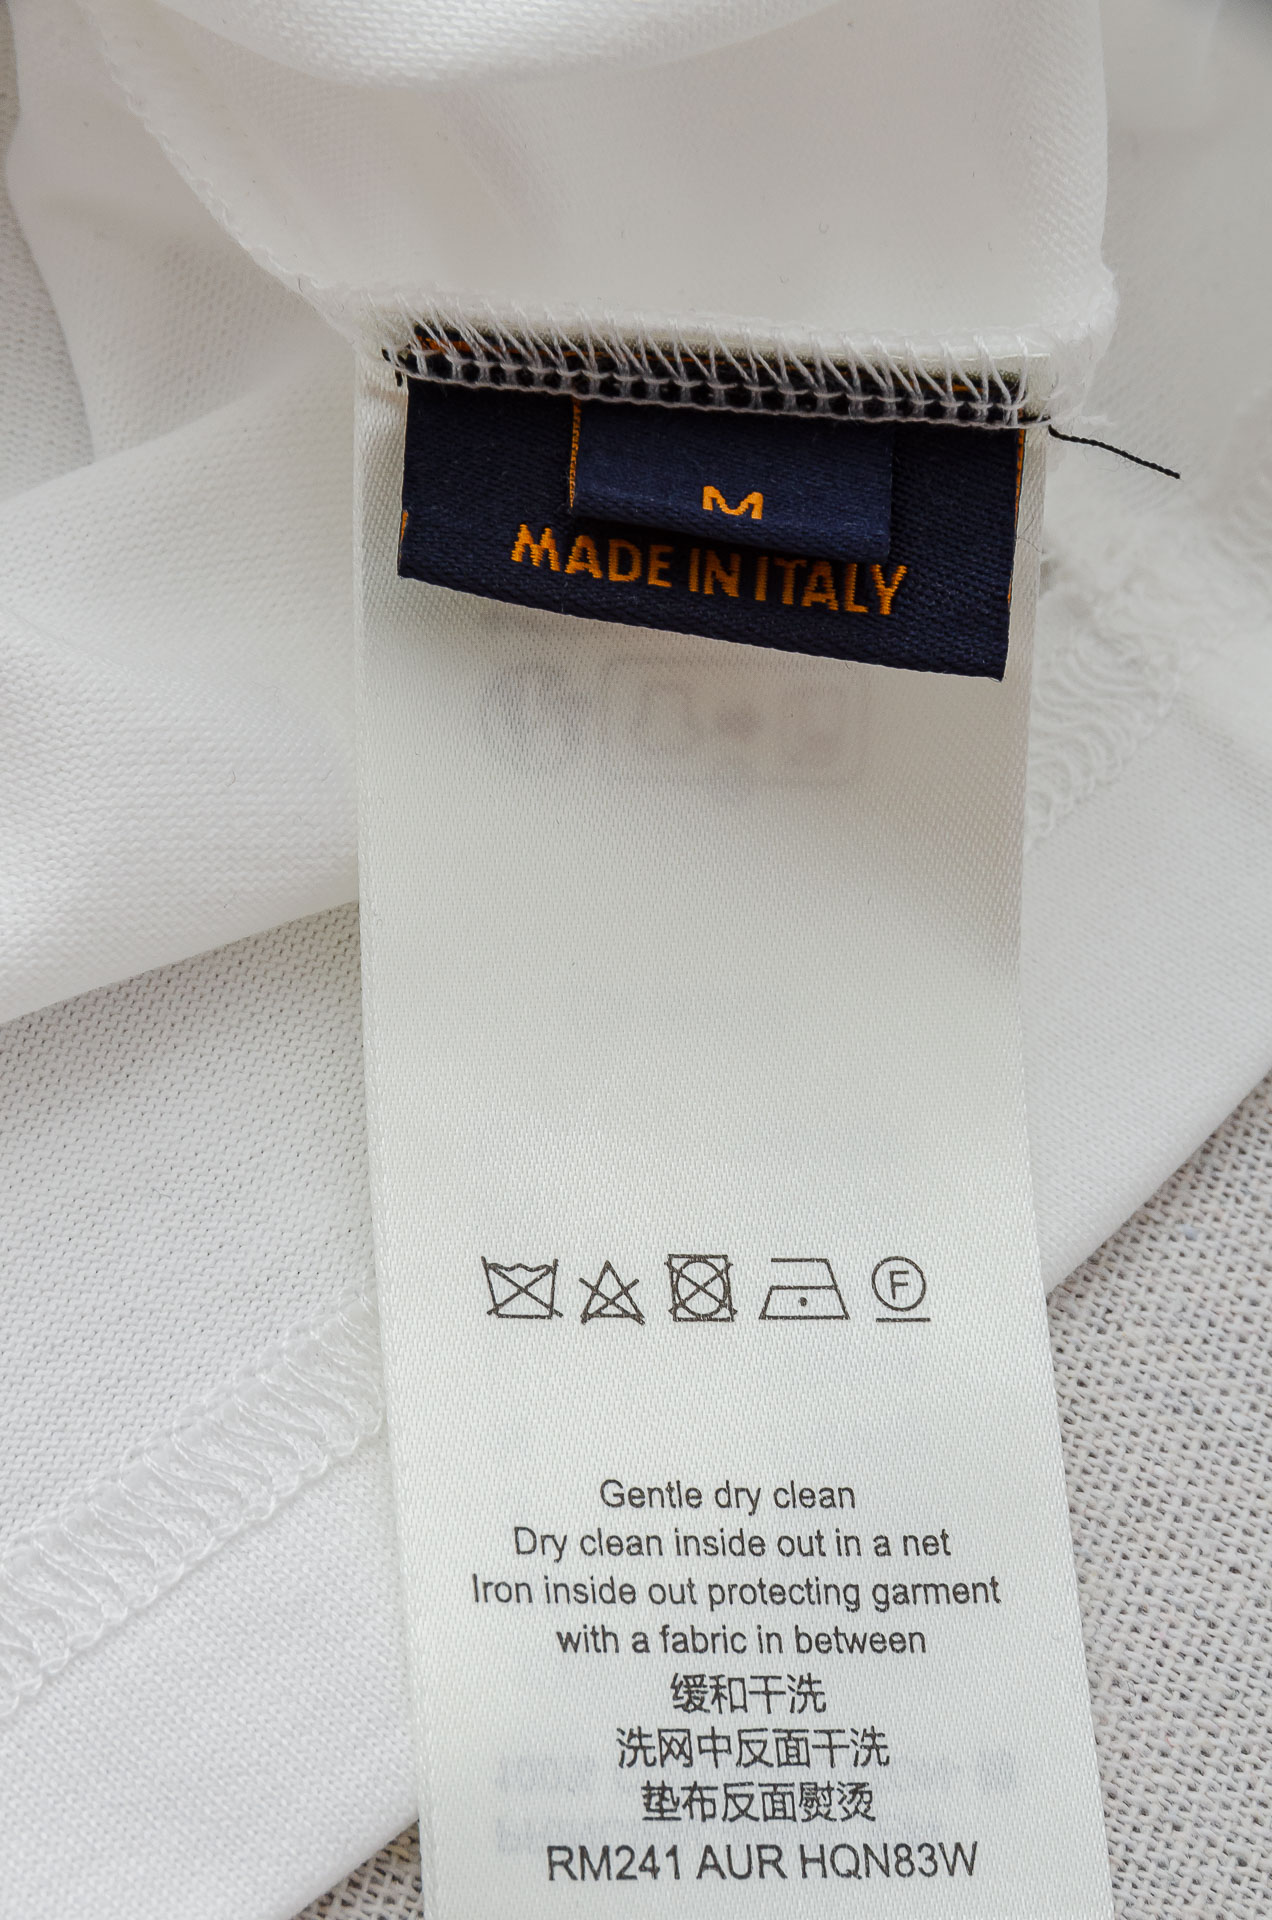 M
MADE IN ITALY
F
Gentle dry clean
Dry clean inside out in a net
Iron inside out protecting garment
with a fabric in between
缓和干洗
洗网中反面干洗
垫布反面熨烫
RM241 AUR HQN83W